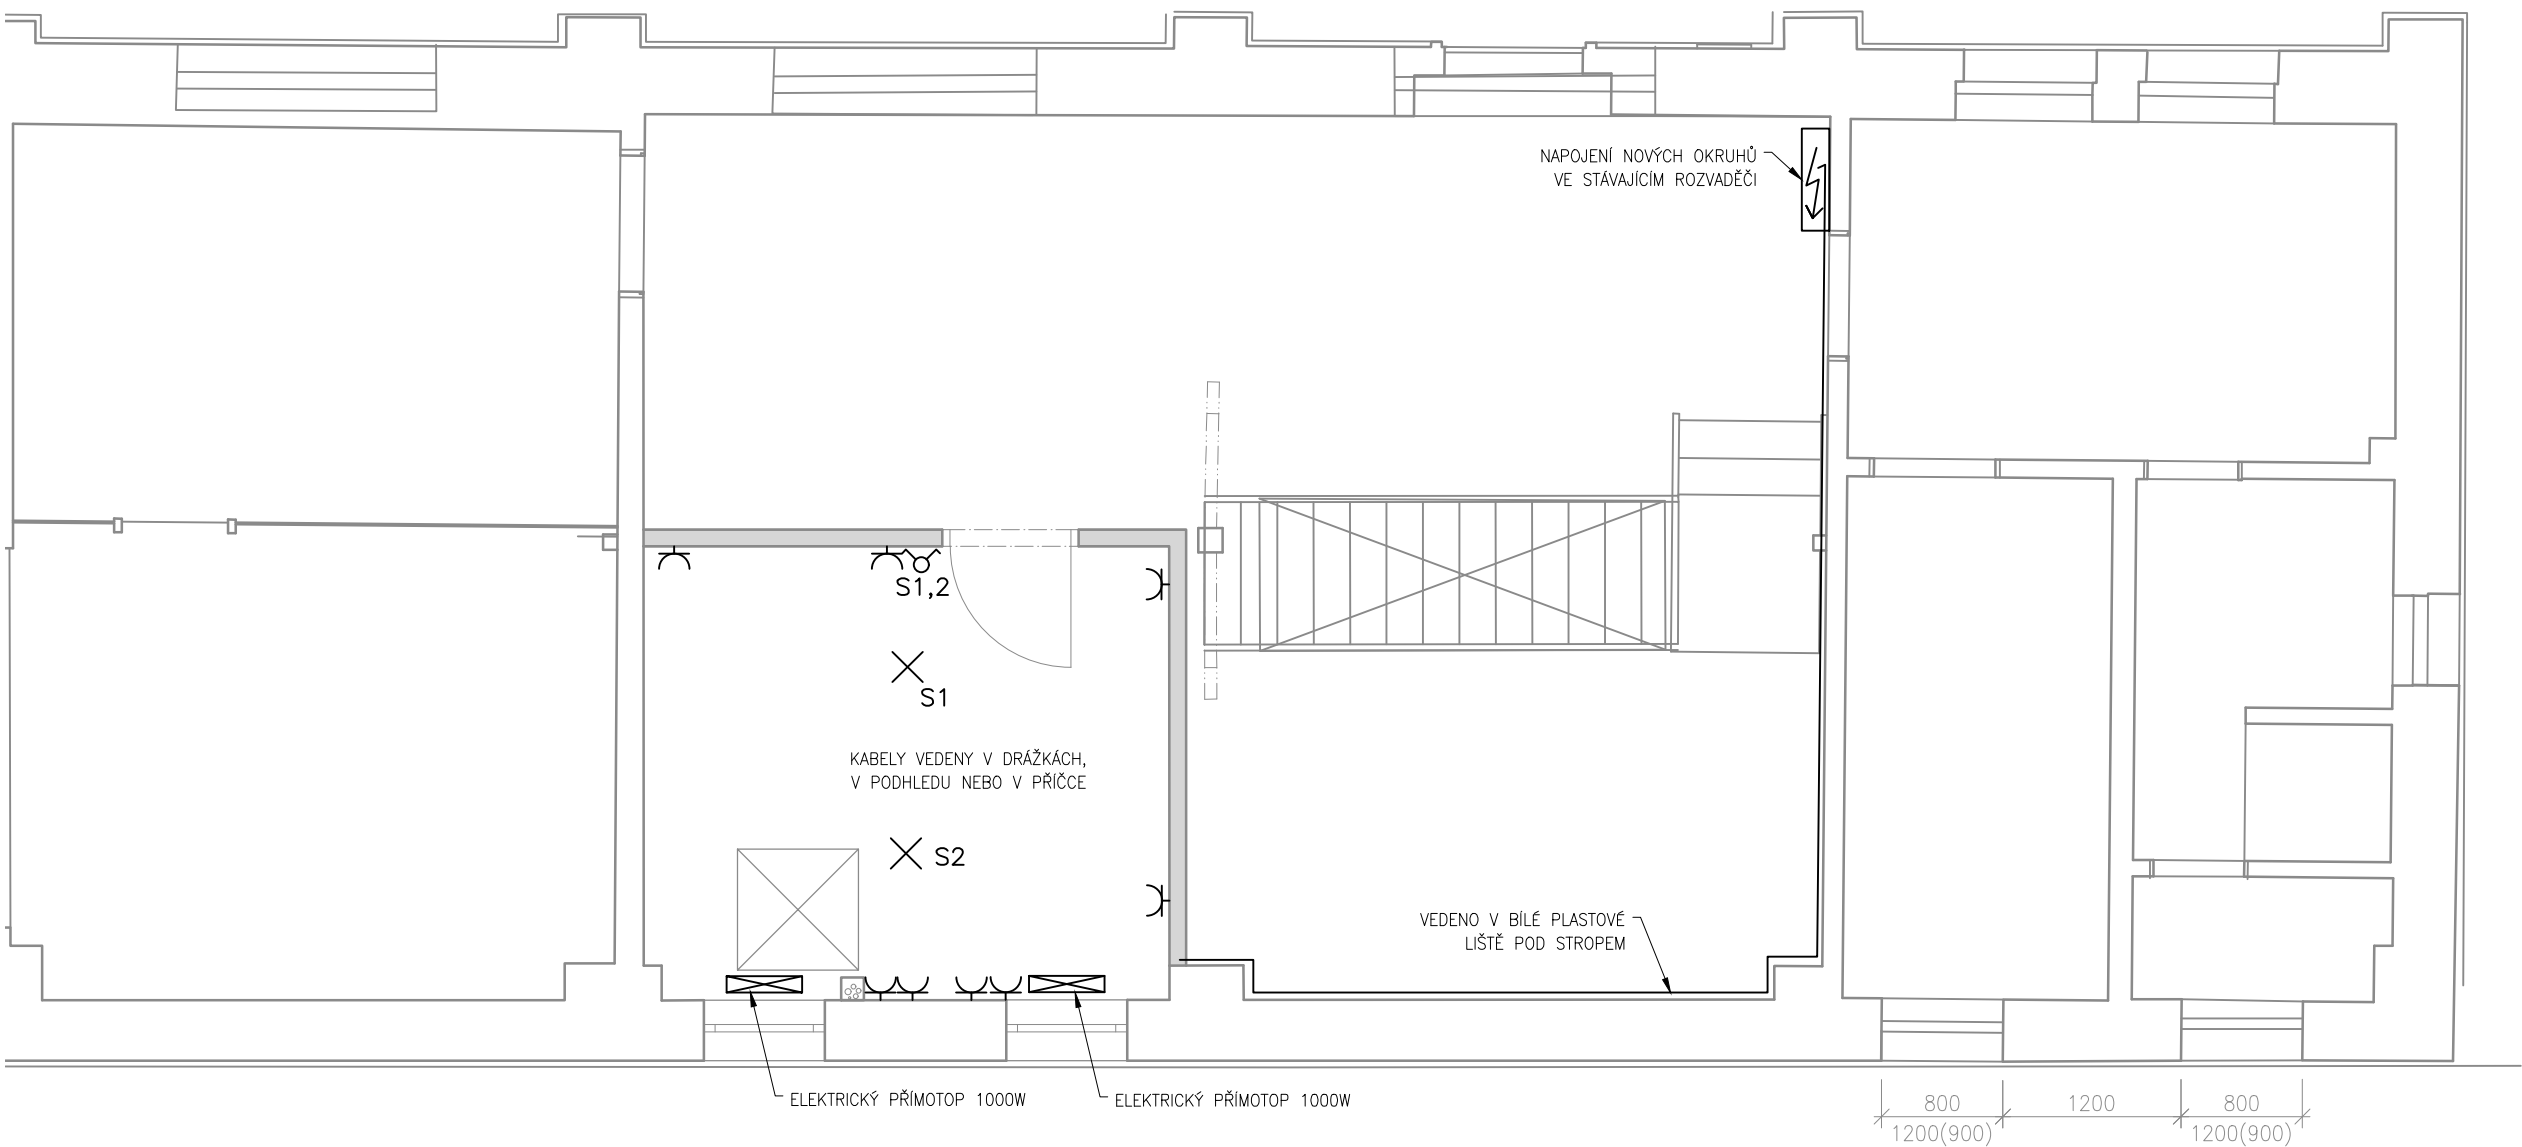 NAPOJENÍ NOVÝCH OKRUHŮ
VE STÁVAJÍCÍM ROZVADĚČI
S1,2
S1
KABELY VEDENY V DRÁŽKÁCH,
V PODHLEDU NEBO V PŘÍČCE
S2
VEDENO V BÍLÉ PLASTOVÉ
LIŠTĚ POD STROPEM
ELEKTRICKÝ PŘÍMOTOP 1000W
ELEKTRICKÝ PŘÍMOTOP 1000W
800
1200
800
1200(900)
1200(900)